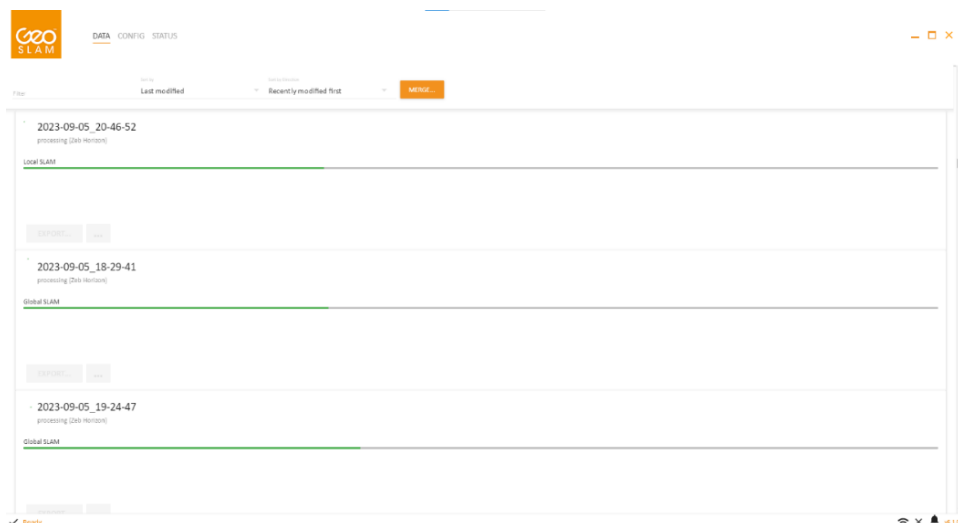 GEO
SLAM
DATA CONFIG STATUS
Filter
Last modified
Recently modified first
MERGE...
2023-09-05_20-46-52
processing [Zeb Horizon]
Local SLAM
EXPORT... ...
2023-09-05_18-29-41
processing [Zeb Horizon]
Global SLAM
EXPORT... ...
2023-09-05_19-24-47
processing [Zeb Horizon]
Global SLAM